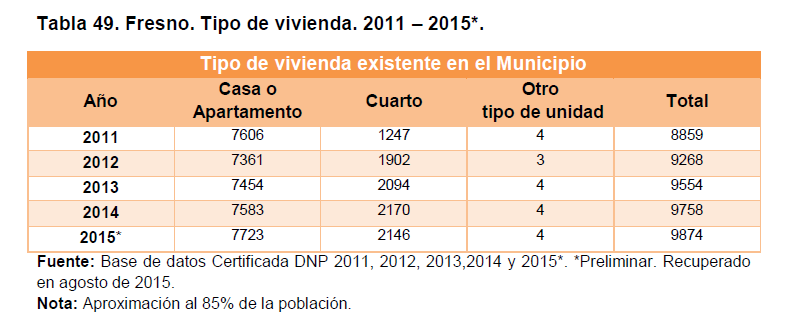 Tabla 49. Fresno. Tipo de vivienda. 2011 – 2015*.
Tipo de vivienda existente en el Municipio
Año Casa o Apartamento Cuarto Otro tipo de unidad Total
2011 7606 1247 4 8859
2012 7361 1902 3 9268
2013 7454 2094 4 9554
2014 7583 2170 4 9758
2015* 7723 2146 4 9874
Fuente: Base de datos Certificada DNP 2011, 2012, 2013,2014 y 2015*. *Preliminar. Recuperado
en agosto de 2015.
Nota: Aproximación al 85% de la población.